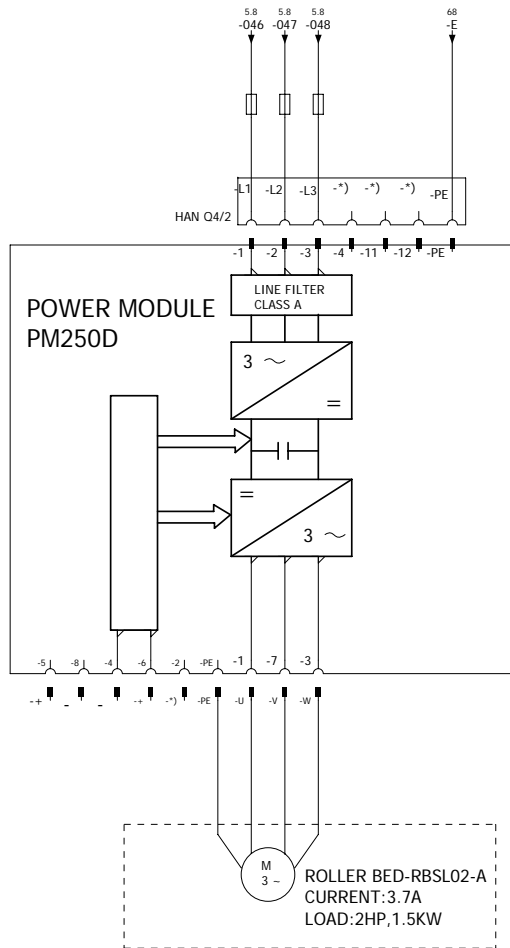 5.8 5.8 5.8 68
-046 -047 -048 -E
-L1 -L2 -L3 -*) -*) -*) -PE
HAN Q4/2
-1 -2 -3 -4 -11 -12 -PE
LINE FILTER
CLASS A
POWER MODULE
PM250D
3 ~
=
=
3 ~
-5 -8 -4 -6 -2 -PE -1 -7 -3
-+ - - -+ -*) -PE -U -V -W
M
3 ~
ROLLER BED-RBSL02-A
CURRENT:3.7A
LOAD:2HP,1.5KW